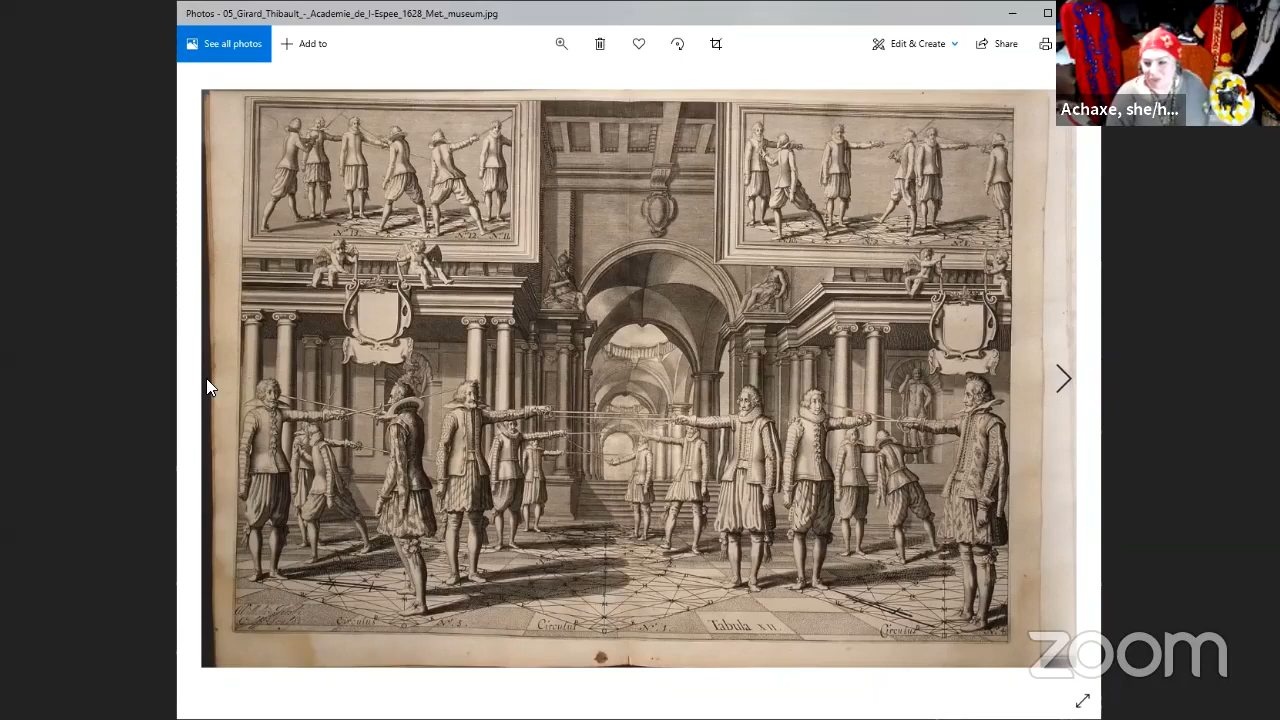 Photos - 05_Girard_Thibault_-_Academie_de_l-Espee_1628_Met._museum.jpg
See all photos
Add to
Edit & Create
Share
Achaxe, she/h...
Circulus N.º
Circulus N.º 1.
Tabula XII
Circulus
zoom